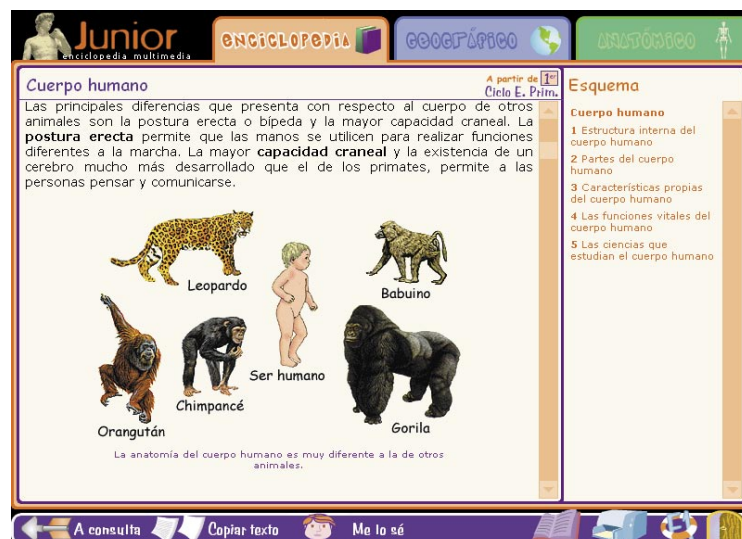 Junior
enciclopedia multimedia
ENCICLOPEDIA
GEOGRÁFICO
ANATÓMICO
Cuerpo humano
A partir de 1er
Ciclo E. Prim.
Las principales diferencias que presenta con respecto al cuerpo de otros
animales son la postura erecta o bípeda y la mayor capacidad craneal. La
postura erecta permite que las manos se utilicen para realizar funciones
diferentes a la marcha. La mayor capacidad craneal y la existencia de un
cerebro mucho más desarrollado que el de los primates, permite a las
personas pensar y comunicarse.
Leopardo
Babuino
Ser humano
Chimpancé
Orangután
Gorila
La anatomía del cuerpo humano es muy diferente a la de otros
animales.
Esquema
Cuerpo humano
1 Estructura interna del
cuerpo humano
2 Partes del cuerpo
humano
3 Características propias
del cuerpo humano
4 Las funciones vitales del
cuerpo humano
5 Las ciencias que
estudian el cuerpo humano
A consulta
Copiar texto
Me lo sé